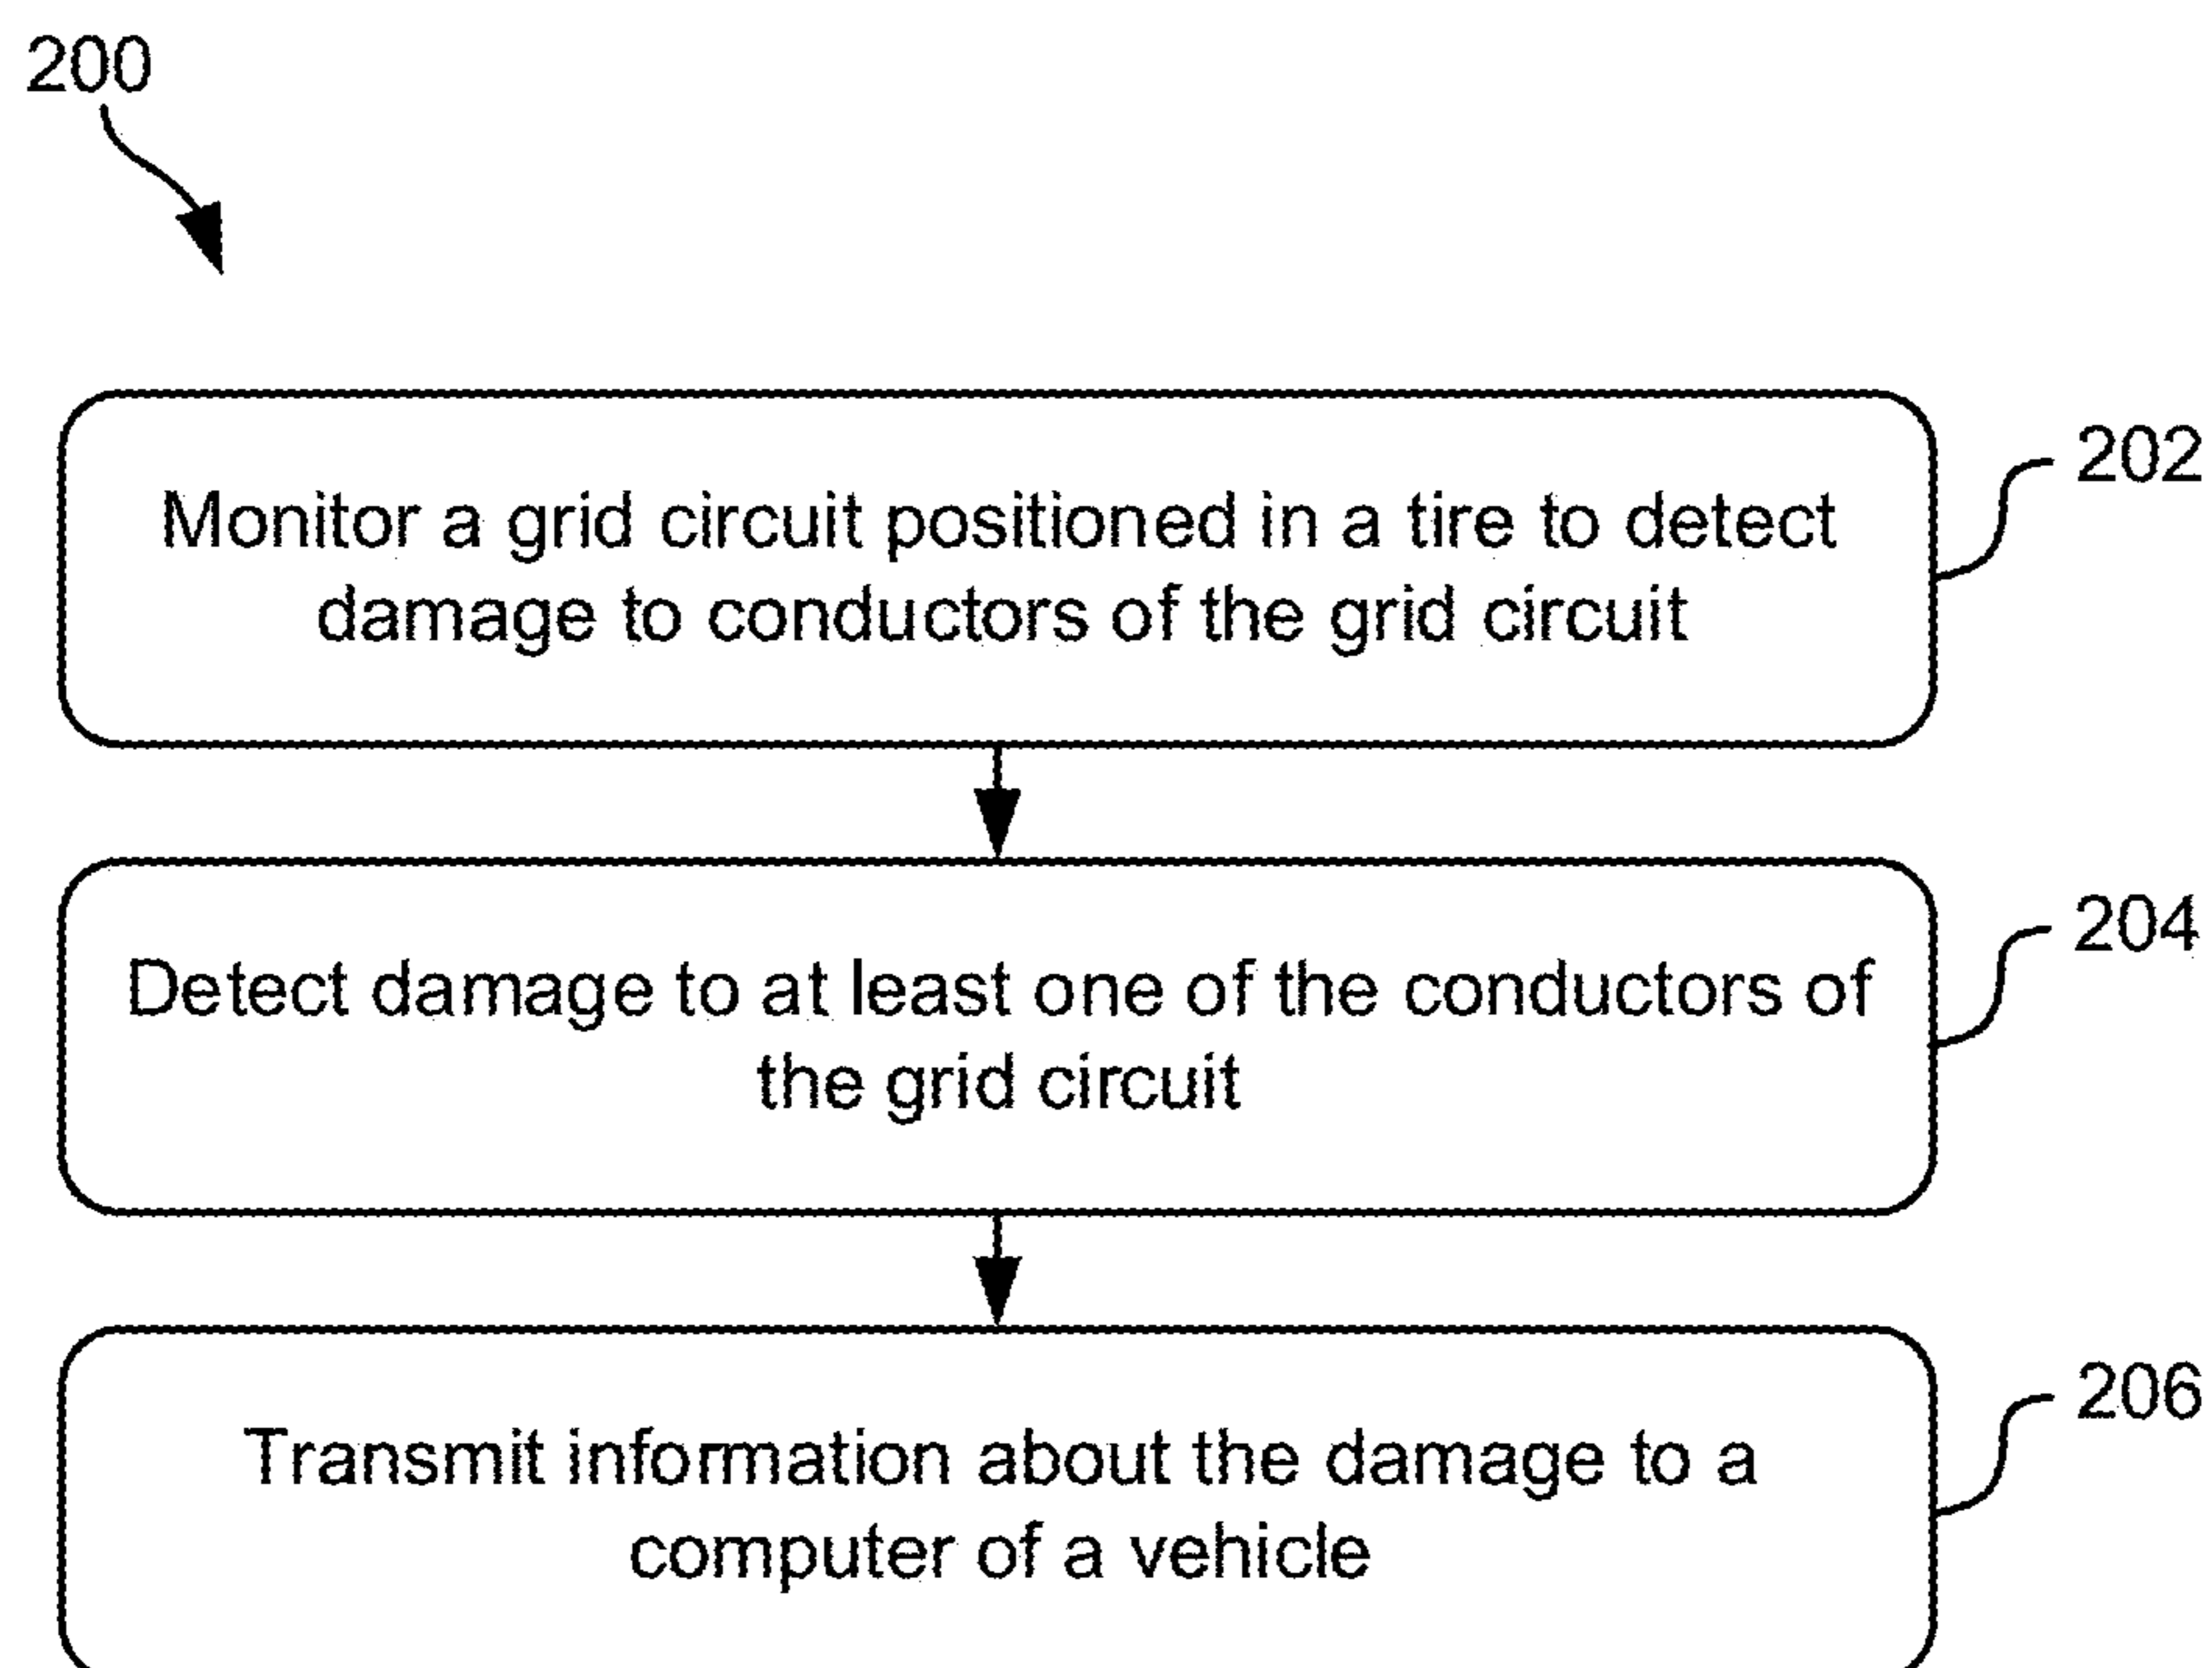 200
Monitor a grid circuit positioned in a tire to detect
damage to conductors of the grid circuit
202
Detect damage to at least one of the conductors of
the grid circuit
204
Transmit information about the damage to a
computer of a vehicle
206